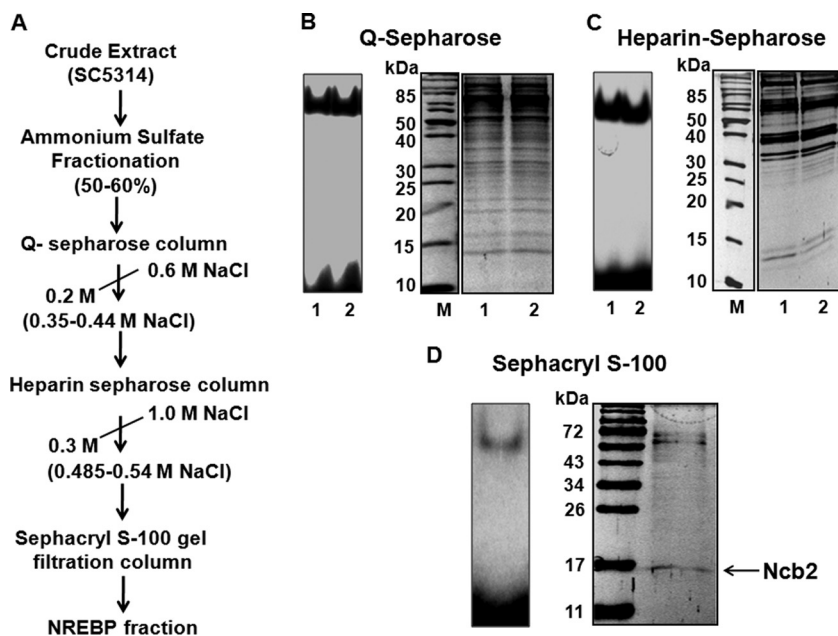 A
Crude Extract
(SC5314)
Ammonium Sulfate
Fractionation
(50-60%)
Q- sepharose column
0.6 M NaCl
0.2 M
(0.35-0.44 M NaCl)
Heparin sepharose column
1.0 M NaCl
0.3 M
(0.485-0.54 M NaCl)
Sephacryl S-100 gel
filtration column
NREBP fraction
B
Q-Sepharose
kDa
85
50
40
30
25
20
15
10
1 2 M 1 2
C
Heparin-Sepharose
kDa
85
50
40
30
25
20
15
10
1 2 M 1 2
D
Sephacryl S-100
kDa
72
43
34
26
17
11
Ncb2